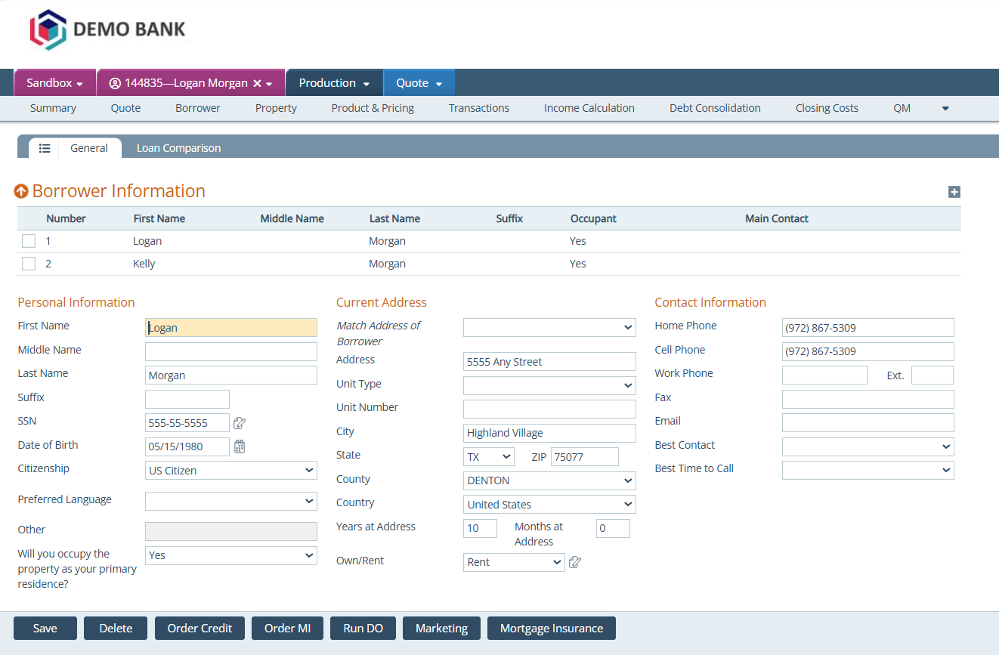 DEMO BANK
Sandbox 144835—Logan Morgan Production Quote
Summary Quote Borrower Property Product & Pricing Transactions Income Calculation Debt Consolidation Closing Costs QM
General Loan Comparison
Borrower Information
Number First Name Middle Name Last Name Suffix Occupant Main Contact
1 Logan Morgan Yes
2 Kelly Morgan Yes
Personal Information
First Name Logan
Middle Name
Last Name Morgan
Suffix
SSN 555-55-5555
Date of Birth 05/15/1980
Citizenship US Citizen
Preferred Language
Other
Will you occupy the Yes
property as your primary
residence?
Current Address
Match Address of
Borrower
Address 5555 Any Street
Unit Type
Unit Number
City Highland Village
State TX ZIP 75077
County DENTON
Country United States
Years at Address 10 Months at 0
Address
Own/Rent Rent
Contact Information
Home Phone (972) 867-5309
Cell Phone (972) 867-5309
Work Phone Ext.
Fax
Email
Best Contact
Best Time to Call
Save Delete Order Credit Order MI Run DO Marketing Mortgage Insurance